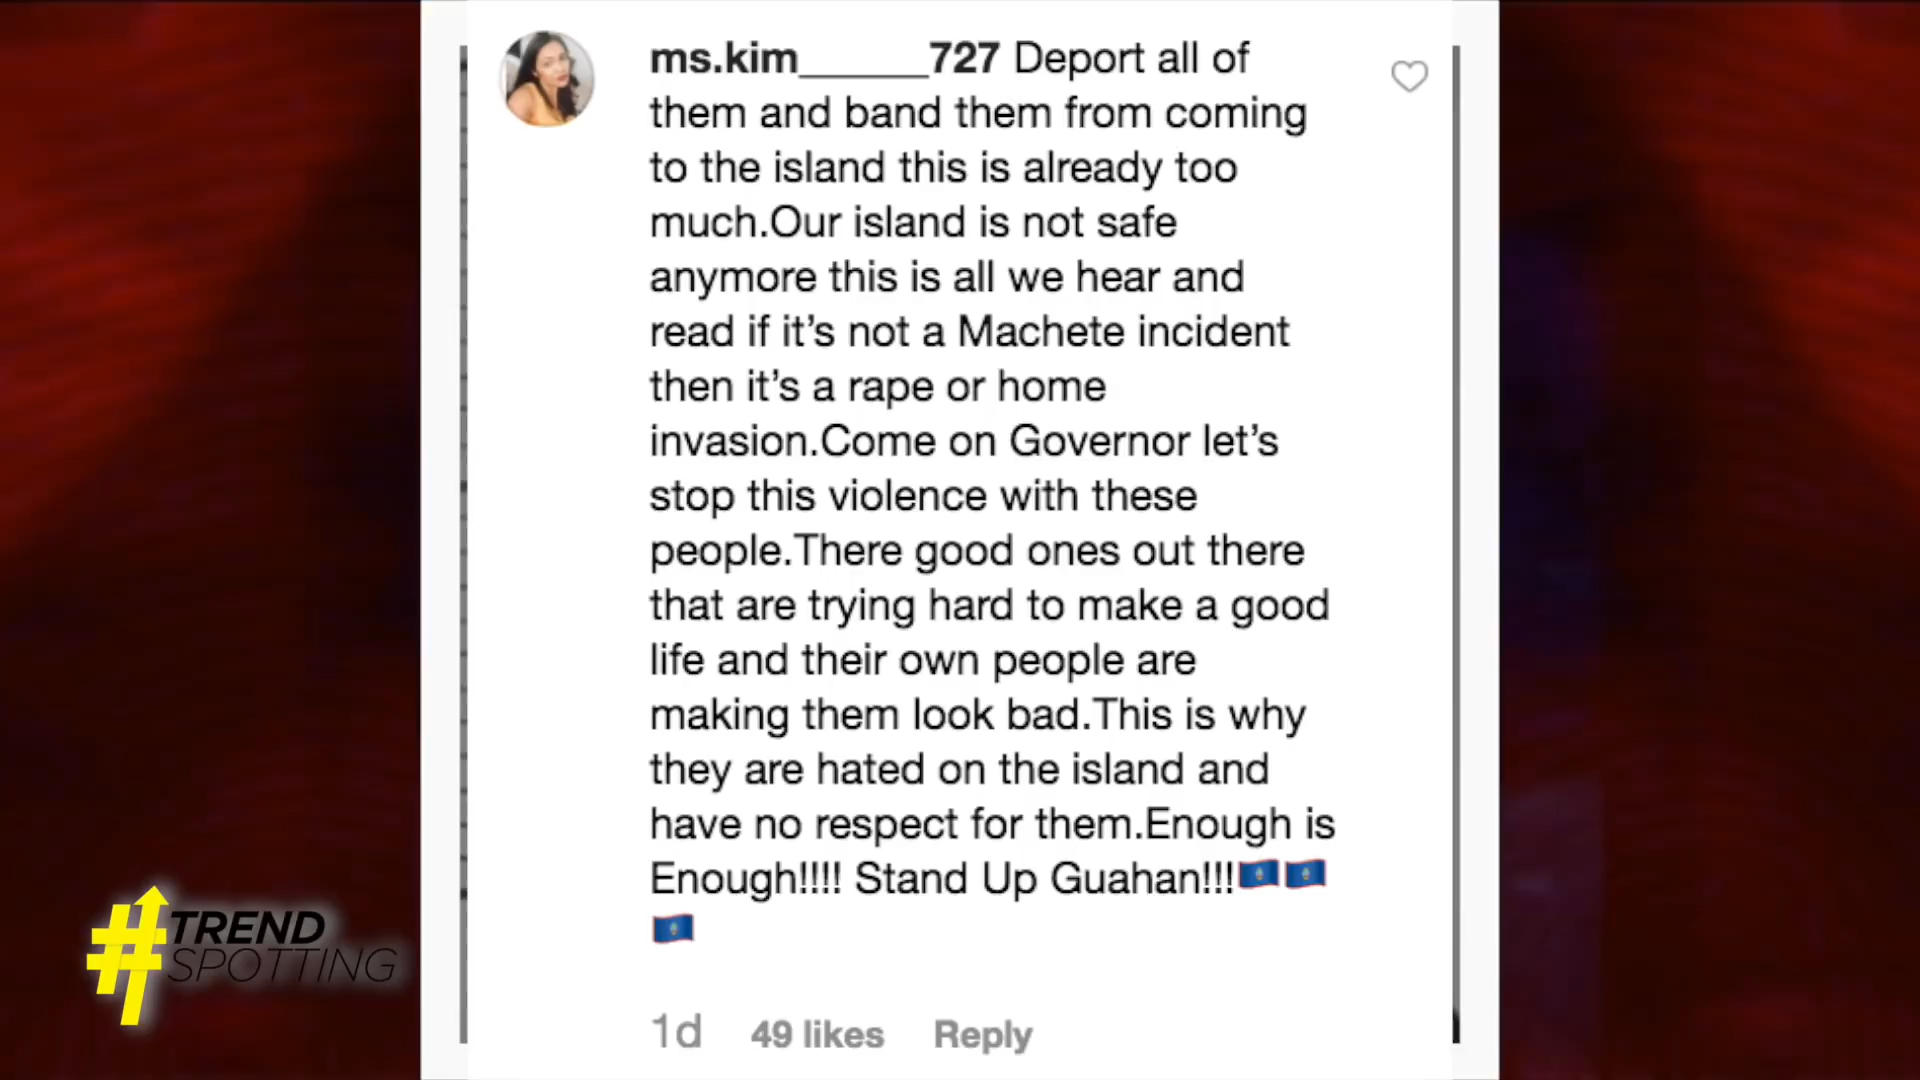 ms.kim______727 Deport all of
them and band them from coming
to the island this is already too
much.Our island is not safe
anymore this is all we hear and
read if it’s not a Machete incident
then it’s a rape or home
invasion.Come on Governor let’s
stop this violence with these
people.There good ones out there
that are trying hard to make a good
life and their own people are
making them look bad.This is why
they are hated on the island and
have no respect for them.Enough is
Enough!!!! Stand Up Guahan!!!🇬🇺🇬🇺
🇬🇺
1d 49 likes Reply
#TREND
SPOTTING